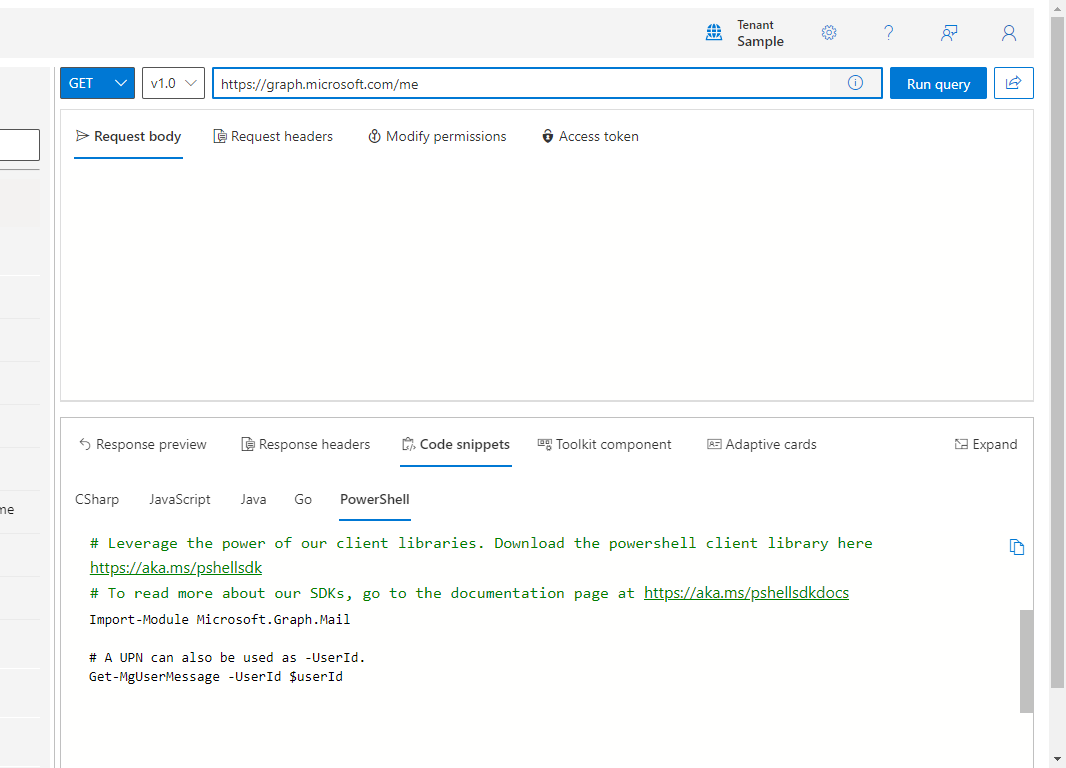 Tenant
Sample
GET
v1.0
https://graph.microsoft.com/me
Run query
Request body
Request headers
Modify permissions
Access token
Response preview
Response headers
Code snippets
Toolkit component
Adaptive cards
Expand
CSharp
JavaScript
Java
Go
PowerShell
me
# Leverage the power of our client libraries. Download the powershell client library here
https://aka.ms/pshellsdk
# To read more about our SDKs, go to the documentation page at https://aka.ms/pshellsdkdocs
Import-Module Microsoft.Graph.Mail
# A UPN can also be used as -UserId.
Get-MgUserMessage -UserId $userId